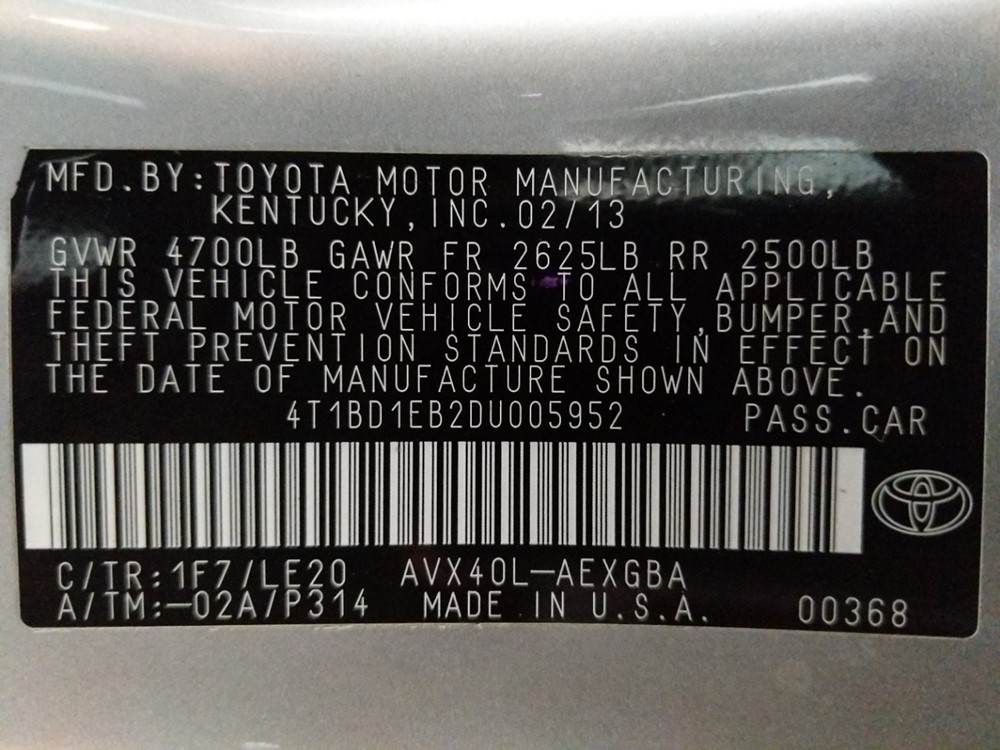 MFD.BY:TOYOTA MOTOR MANUFACTURING,
KENTUCKY,INC.02/13
GVWR 4700LB GAWR FR 2625LB RR 2500LB
THIS VEHICLE CONFORMS TO ALL APPLICABLE
FEDERAL MOTOR VEHICLE SAFETY,BUMPER,AND
THEFT PREVENTION STANDARDS IN EFFECT ON
THE DATE OF MANUFACTURE SHOWN ABOVE.
4T1BD1EB2DU005952 PASS.CAR
C/TR:1F7/LE20 AVX40L-AEXGBA
A/TM:-02A/P314 MADE IN U.S.A. 00368